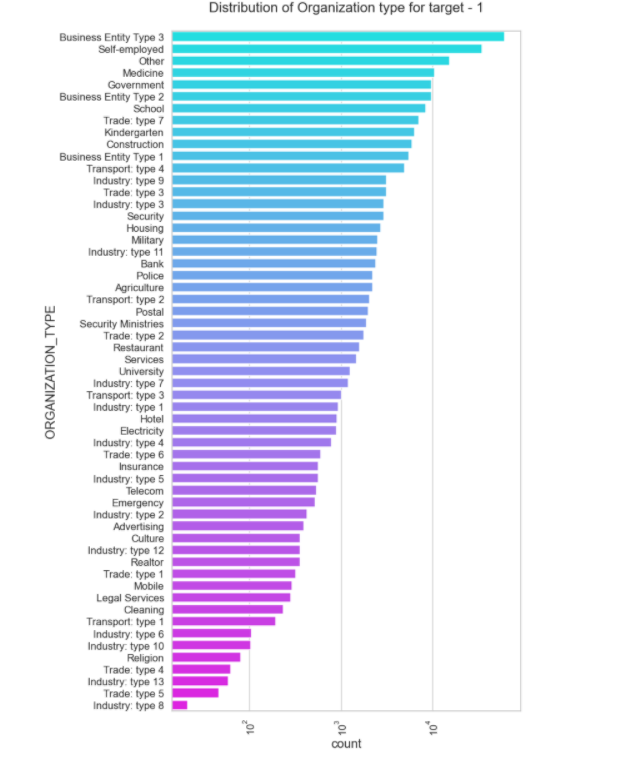 Distribution of Organization type for target - 1
Business Entity Type 3
Self-employed
Other
Medicine
Government
Business Entity Type 2
School
Trade: type 7
Kindergarten
Construction
Business Entity Type 1
Transport: type 4
Industry: type 9
Trade: type 3
Industry: type 3
Security
Housing
Military
Industry: type 11
Bank
Police
Agriculture
Transport: type 2
Postal
Security Ministries
Trade: type 2
Restaurant
Services
University
Industry: type 7
Transport: type 3
Industry: type 1
Hotel
Electricity
Industry: type 4
Trade: type 6
Insurance
Industry: type 5
Telecom
Emergency
Industry: type 2
Advertising
Culture
Industry: type 12
Realtor
Trade: type 1
Mobile
Legal Services
Cleaning
Transport: type 1
Industry: type 6
Industry: type 10
Religion
Trade: type 4
Industry: type 13
Trade: type 5
Industry: type 8
ORGANIZATION_TYPE
10²
10³
10⁴
count